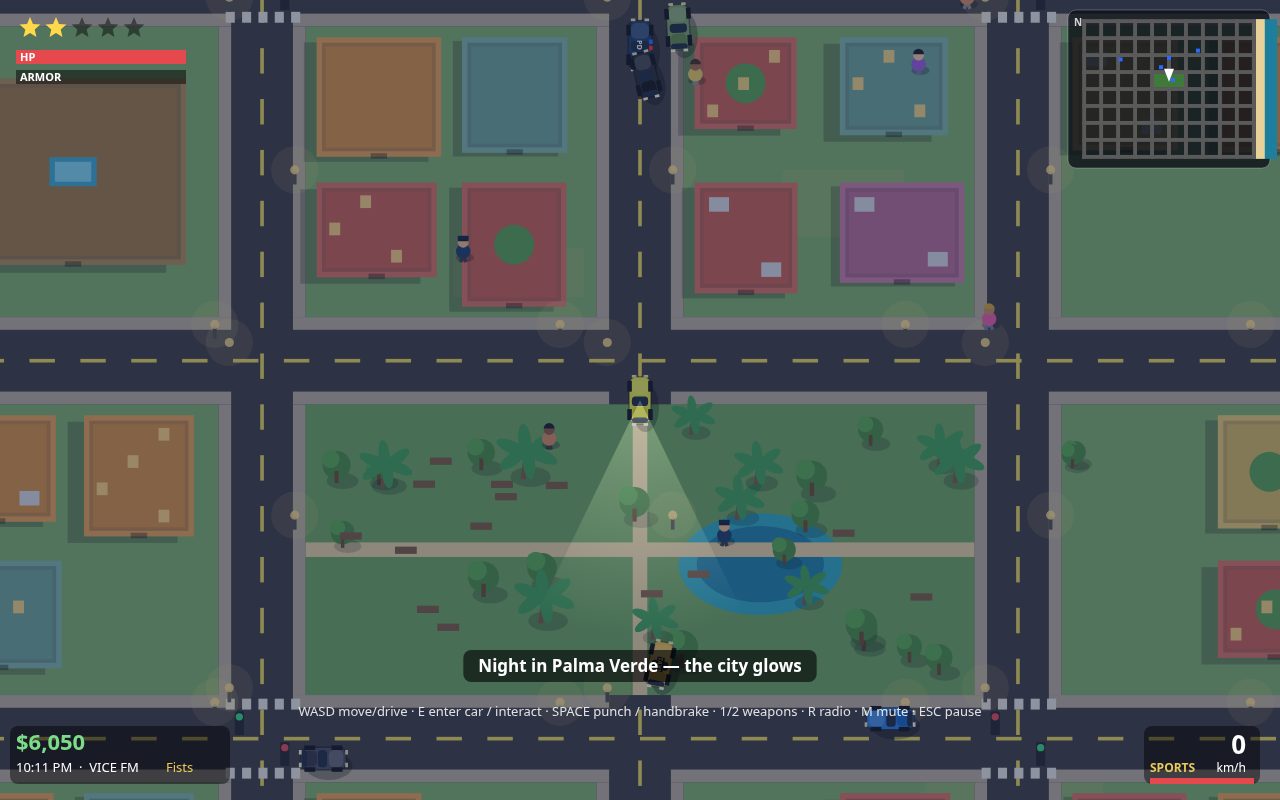 HP
ARMOR
N
PD
Night in Palma Verde — the city glows
WASD move/drive · E enter car / interact · SPACE punch / handbrake · 1/2 weapons · R radio · M mute · ESC pause
$6,050
10:11 PM · VICE FM Fists
0
SPORTS km/h